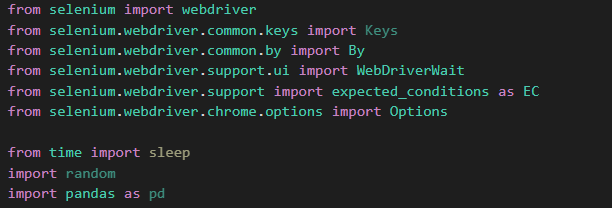 from selenium import webdriver
from selenium.webdriver.common.keys import Keys
from selenium.webdriver.common.by import By
from selenium.webdriver.support.ui import WebDriverWait
from selenium.webdriver.support import expected_conditions as EC
from selenium.webdriver.chrome.options import Options
from time import sleep
import random
import pandas as pd